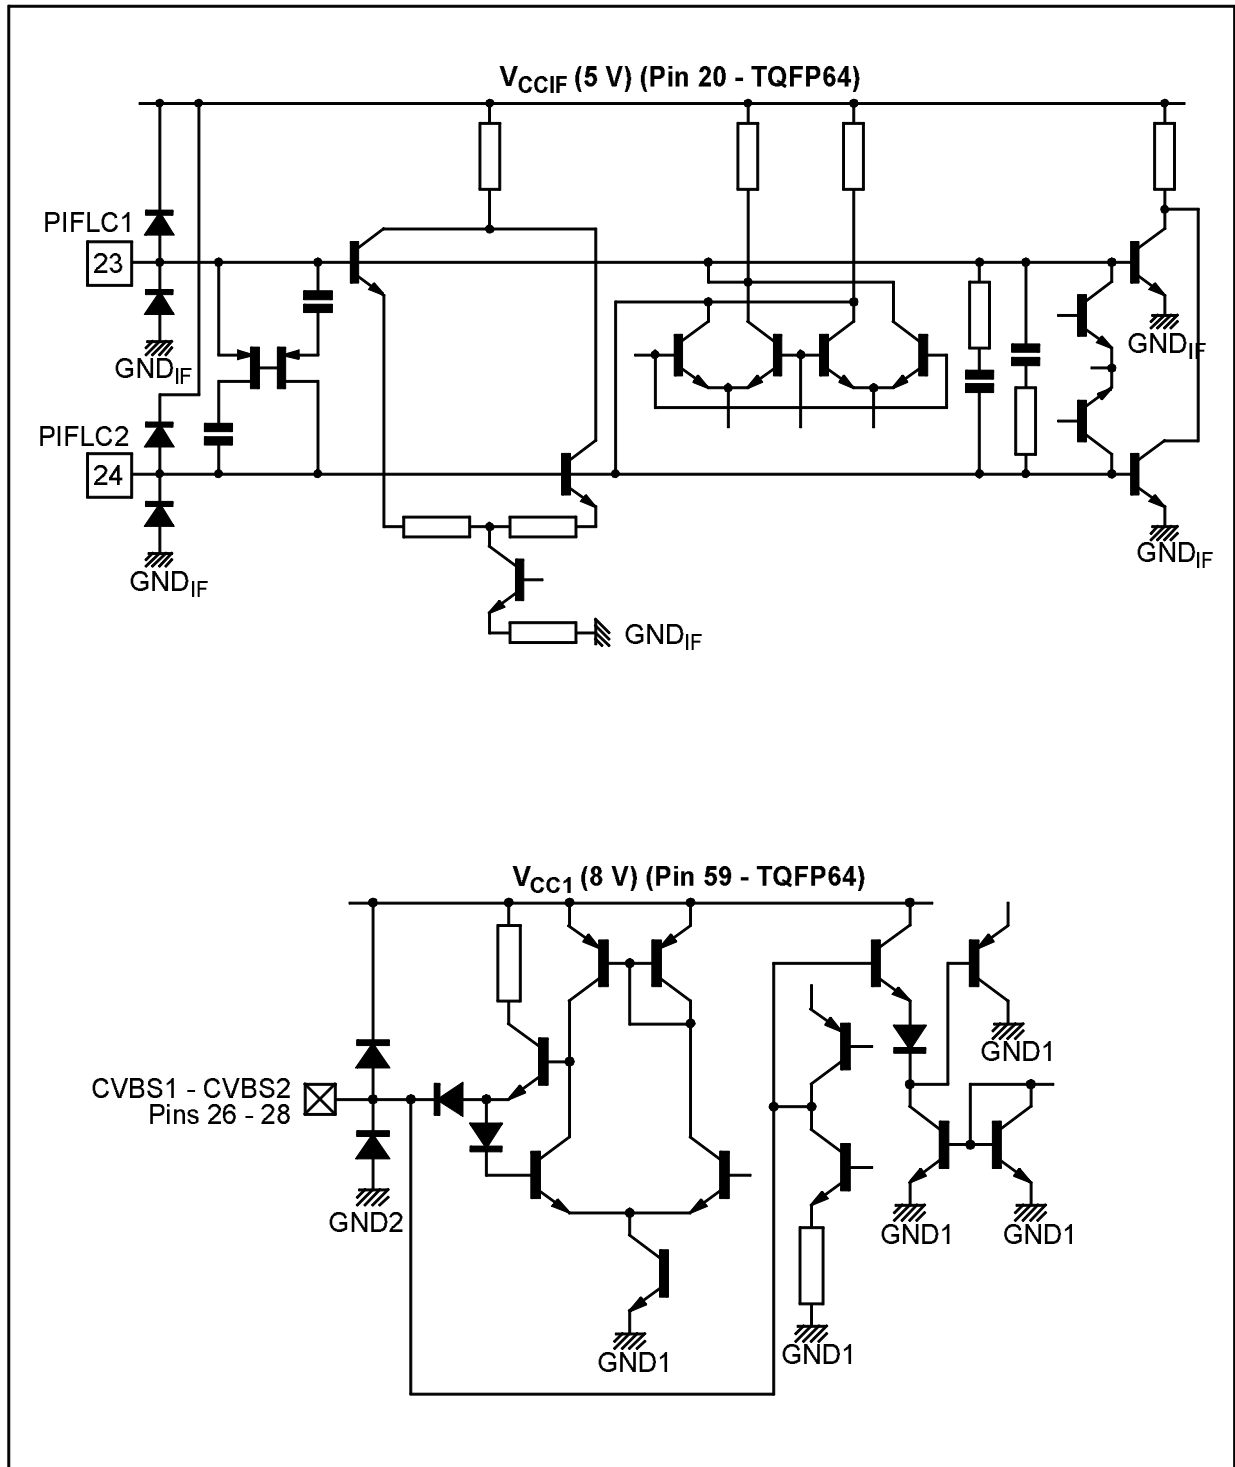 VCCIF (5 V) (Pin 20 - TQFP64)
PIFLC1
23
GNDIF
GNDIF
PIFLC2
24
GNDIF
GNDIF
GNDIF
VCC1 (8 V) (Pin 59 - TQFP64)
GND1
CVBS1 - CVBS2
Pins 26 - 28
GND2
GND1
GND1
GND1
GND1